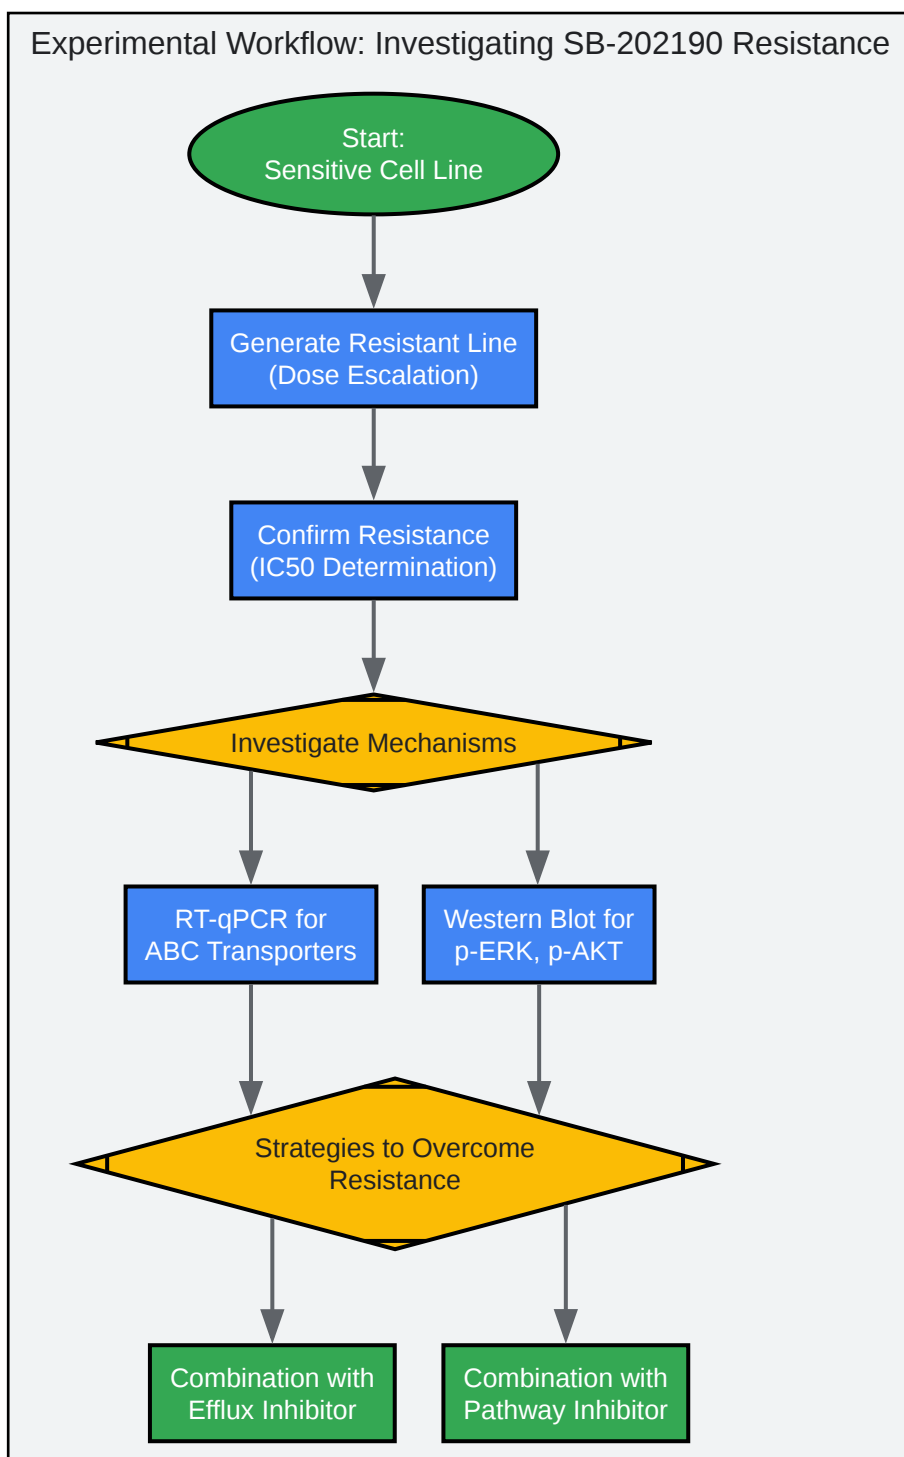 Experimental Workflow: Investigating SB-202190 Resistance
Start:
Sensitive Cell Line
Generate Resistant Line
(Dose Escalation)
Confirm Resistance
(IC50 Determination)
Investigate Mechanisms
RT-qPCR for
ABC Transporters
Western Blot for
p-ERK, p-AKT
Strategies to Overcome
Resistance
Combination with
Efflux Inhibitor
Combination with
Pathway Inhibitor